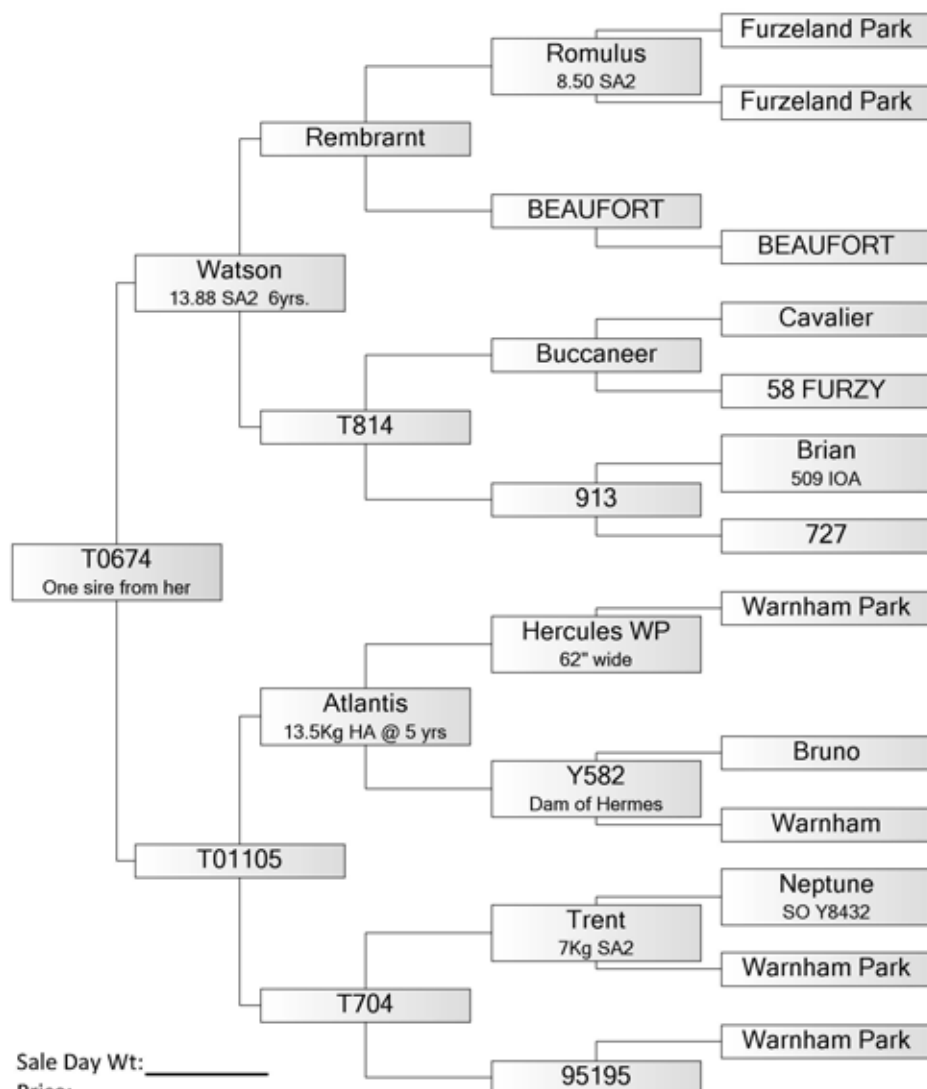 Furzeland Park
Romulus
8.50 SA2
Furzeland Park
Rembrarnt
BEAUFORT
BEAUFORT
Watson
13.88 SA2 6yrs.
Cavalier
Buccaneer
58 FURZY
T814
Brian
509 IOA
913
727
T0674
One sire from her
Warnham Park
Hercules WP
62" wide
Atlantis
13.5Kg HA @ 5 yrs
Bruno
Y582
Dam of Hermes
Warnham
T01105
Neptune
SO Y8432
Trent
7Kg SA2
Warnham Park
T704
Warnham Park
95195
Sale Day Wt:
Price: